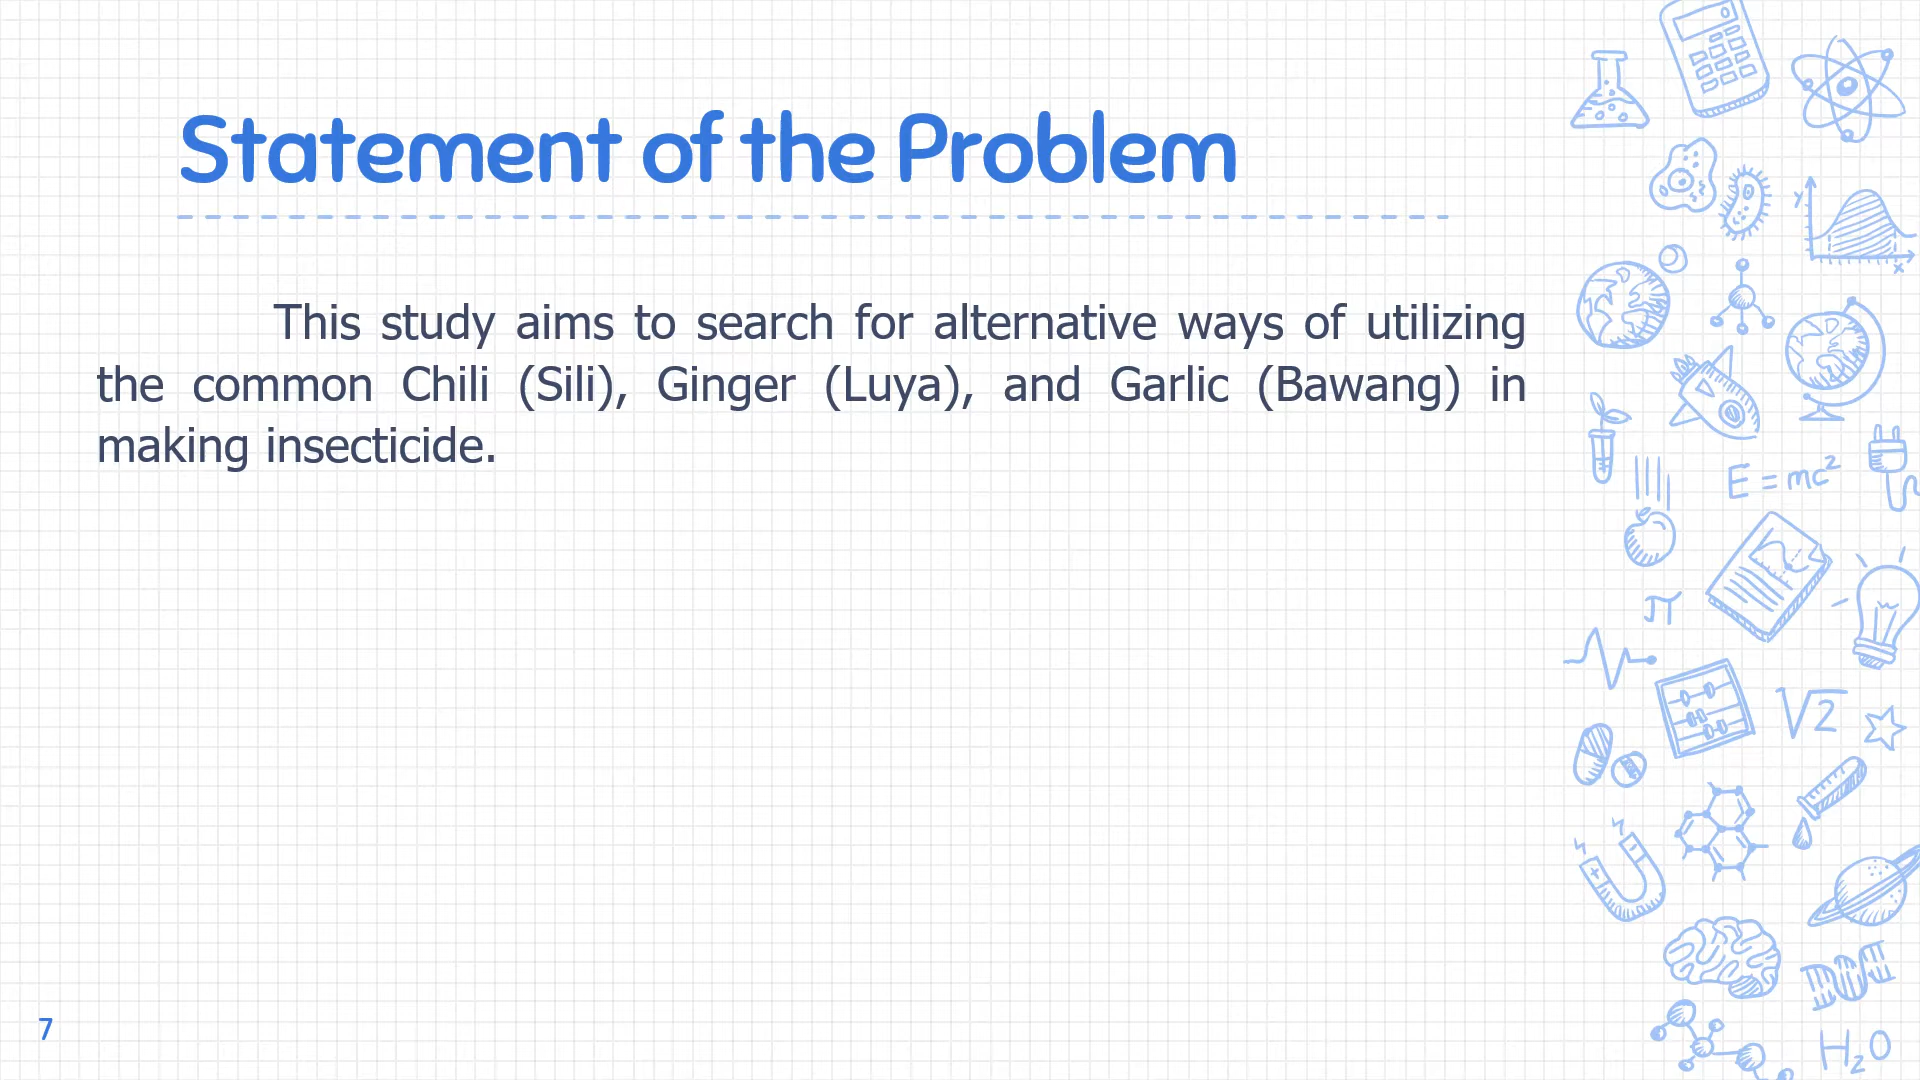 Statement of the Problem
This study aims to search for alternative ways of utilizing
the common Chili (Sili), Ginger (Luya), and Garlic (Bawang) in
making insecticide.
y
x
E = mc²
π
√2
H₂O
7